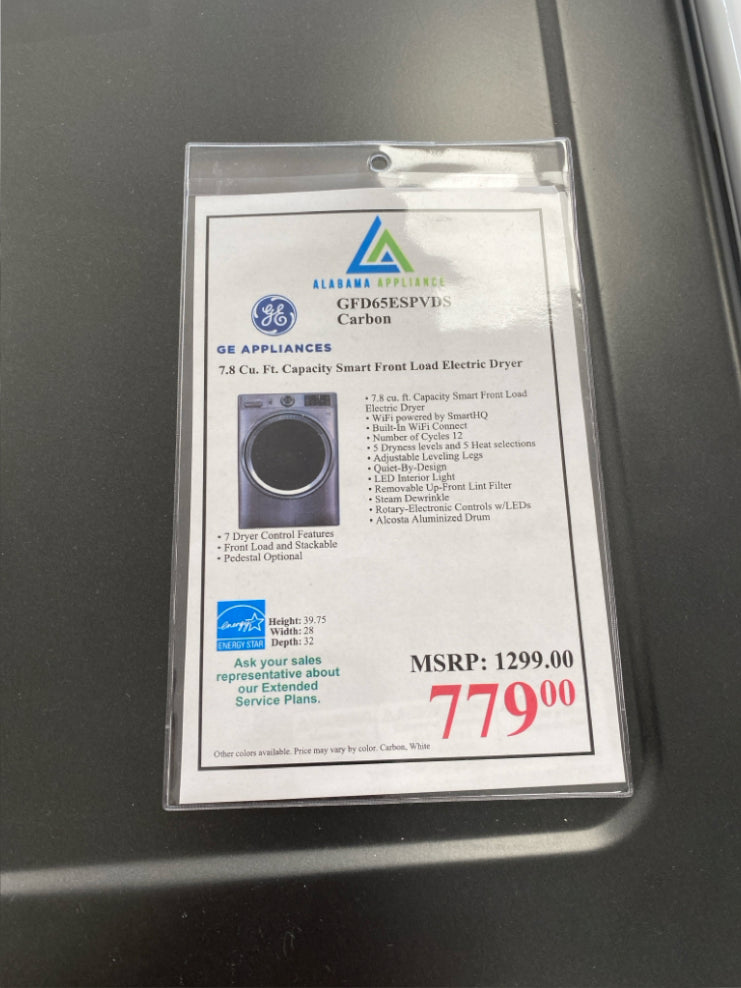 ALABAMA APPLIANCE
GFD65ESPVDS
Carbon
GE
GE APPLIANCES
7.8 Cu. Ft. Capacity Smart Front Load Electric Dryer
• 7.8 cu. ft. Capacity Smart Front Load
Electric Dryer
• WiFi powered by SmartHQ
• Built-In WiFi Connect
• Number of Cycles 12
• 5 Dryness levels and 5 Heat selections
• Adjustable Leveling Legs
• Quiet-By-Design
• LED Interior Light
• Removable Up-Front Lint Filter
• Steam Dewrinkle
• Rotary-Electronic Controls w/LEDs
• Alcosta Aluminized Drum
• 7 Dryer Control Features
• Front Load and Stackable
• Pedestal Optional
energy
ENERGY STAR
Height: 39.75
Width: 28
Depth: 32
Ask your sales
representative about
our Extended
Service Plans.
MSRP: 1299.00
77900
Other colors available. Price may vary by color. Carbon, White